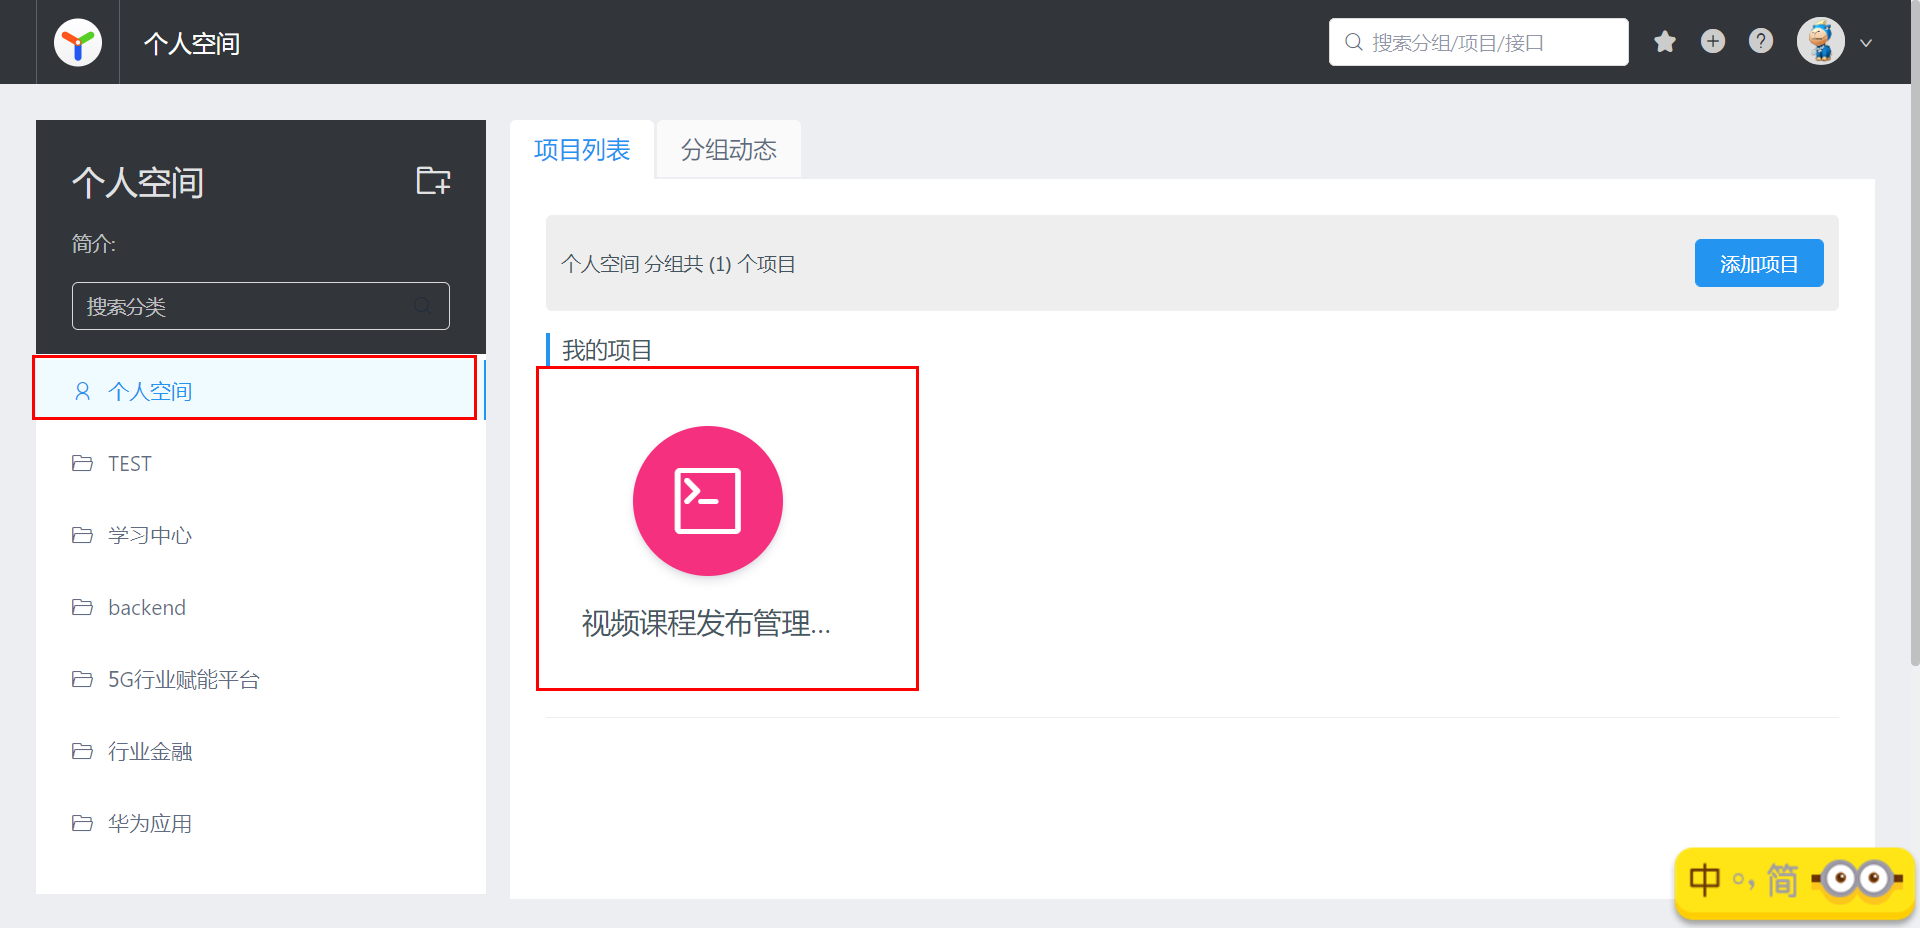 个人空间
搜索分组/项目/接口
个人空间
简介:
搜索分类
个人空间
TEST
学习中心
backend
5G行业赋能平台
行业金融
华为应用
项目列表
分组动态
个人空间 分组共 (1) 个项目
添加项目
我的项目
视频课程发布管理...
中 °, 简